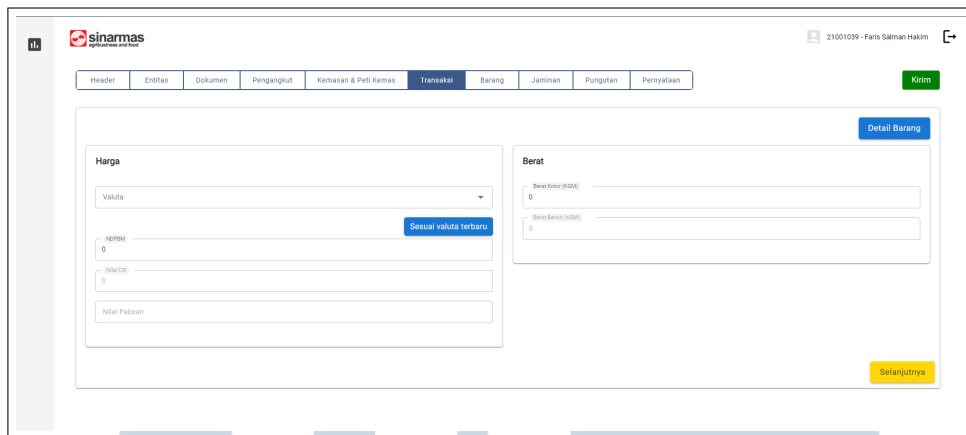 sinarmas
agribusiness and food
21001039 - Faris Salman Hakim
Header Entitas Dokumen Pengangkut Kemasan & Peti Kemas Transaksi Barang Jaminan Pungutan Pernyataan
Kirim
Detail Barang
Harga
Valuta
Sesuai valuta terbaru
NDPBM
0
Nilai CIF
0
Nilai Pabean
Berat
Berat Kotor (KGM)
0
Berat Bersih (KGM)
0
Selanjutnya